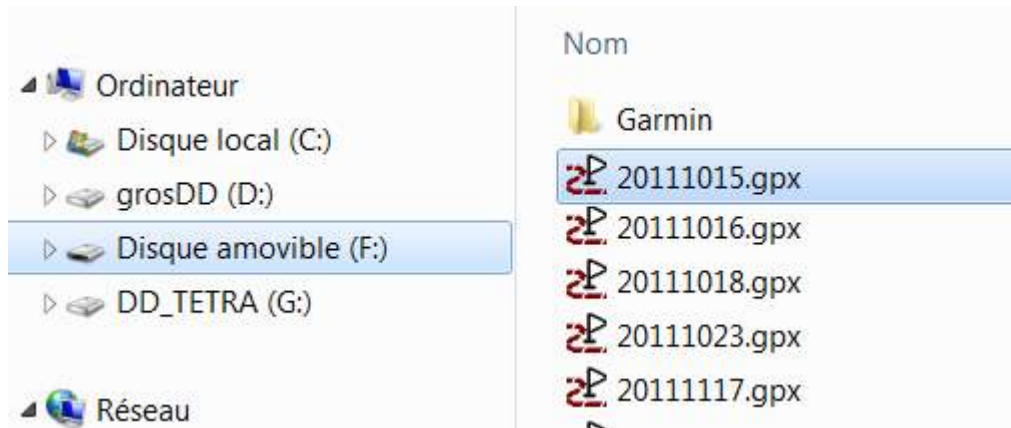 Ordinateur
Disque local (C:)
grosDD (D:)
Disque amovible (F:)
DD_TETRA (G:)
Réseau
Nom
Garmin
20111015.gpx
20111016.gpx
20111018.gpx
20111023.gpx
20111117.gpx